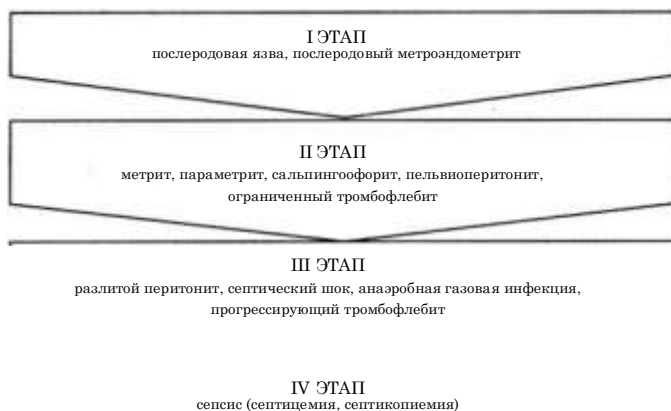 I ЭТАП
послеродовая язва, послеродовый метроэндометрит
II ЭТАП
метрит, параметрит, сальпингоофорит, пельвиоперитонит,
ограниченный тромбофлебит
III ЭТАП
разлитой перитонит, септический шок, анаэробная газовая инфекция,
прогрессирующий тромбофлебит
IV ЭТАП
сепсис (септицемия, септикопиемия)